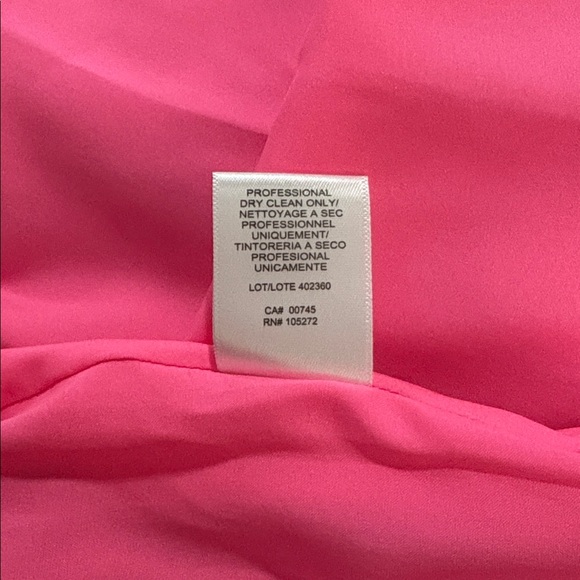 PROFESSIONAL
DRY CLEAN ONLY/
NETTOYAGE A SEC
PROFESSIONNEL
UNIQUEMENT/
TINTORERIA A SECO
PROFESIONAL
UNICAMENTE
LOT/LOTE 402360
CA# 00745
RN# 105272